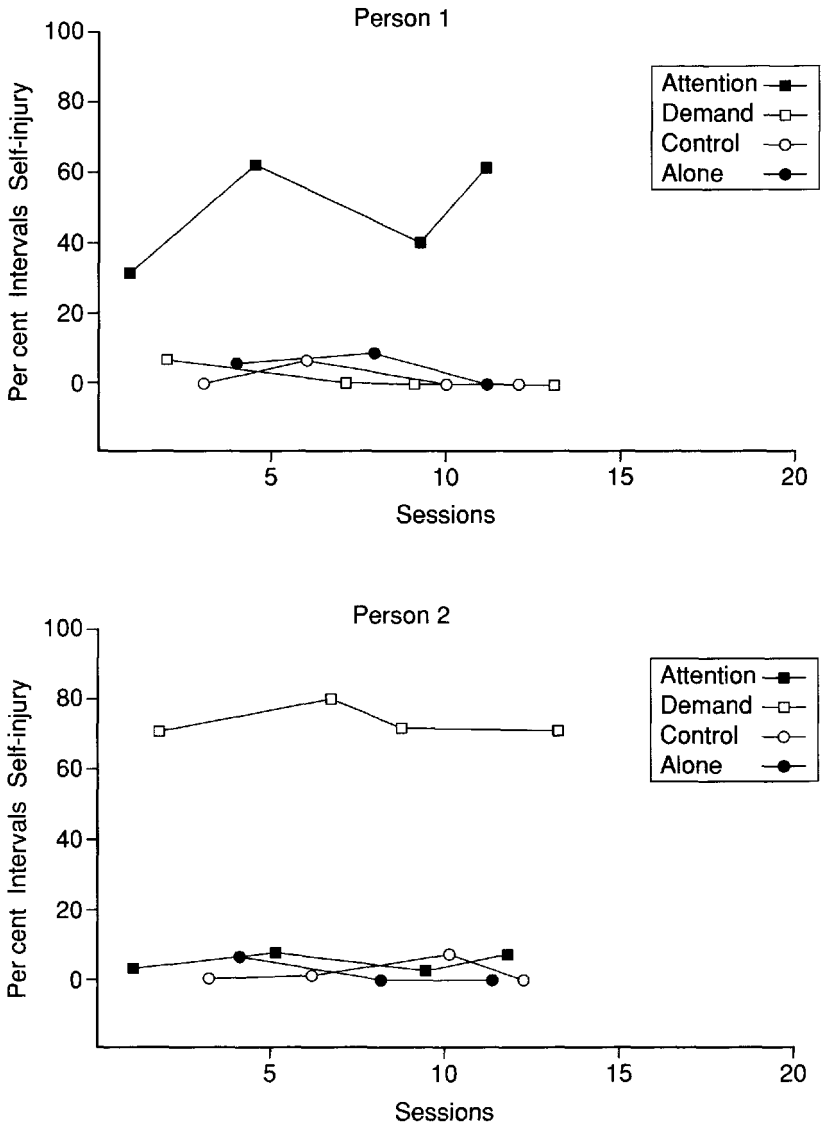 Person 1
100
80
60
40
20
0
Per cent Intervals Self-injury
Attention
Demand
Control
Alone
5 10 15 20
Sessions
Person 2
100
80
60
40
20
0
Per cent Intervals Self-injury
Attention
Demand
Control
Alone
5 10 15 20
Sessions